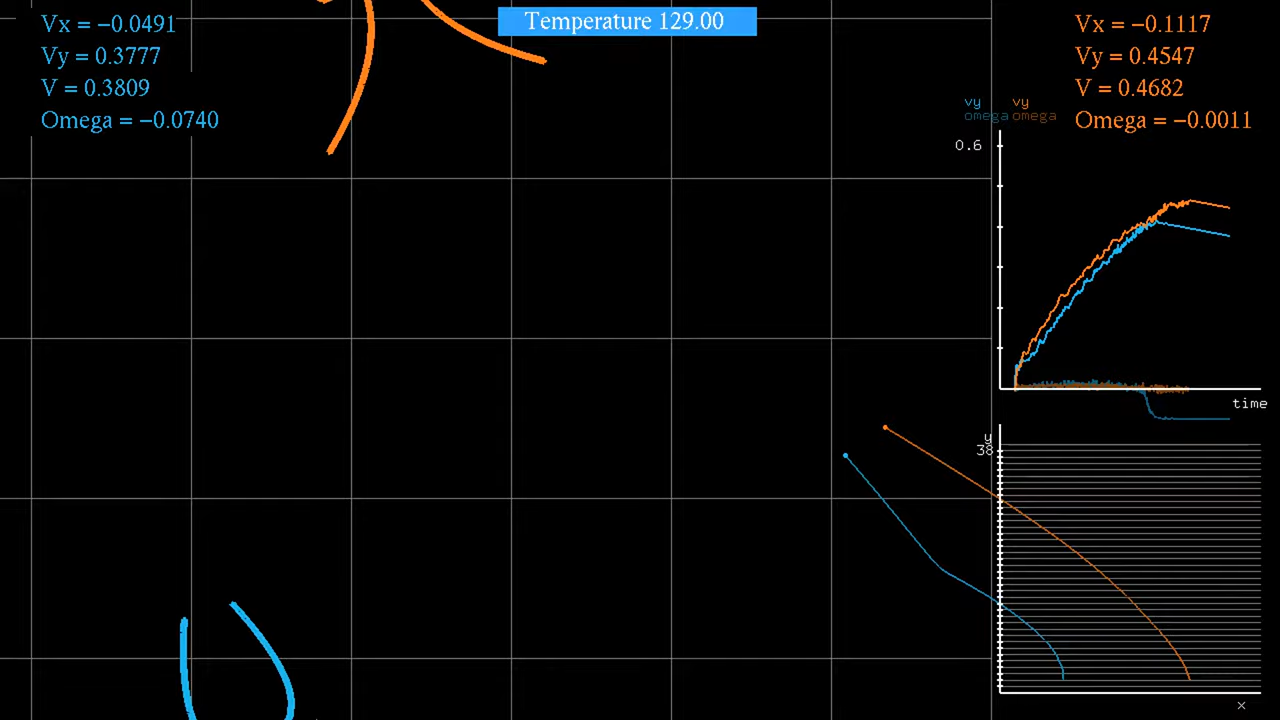 Vx = −0.0491
Vy = 0.3777
V = 0.3809
Omega = −0.0740
Temperature 129.00
Vx = −0.1117
Vy = 0.4547
V = 0.4682
Omega = −0.0011
vy vy
omega omega
0.6
time
y
38
x